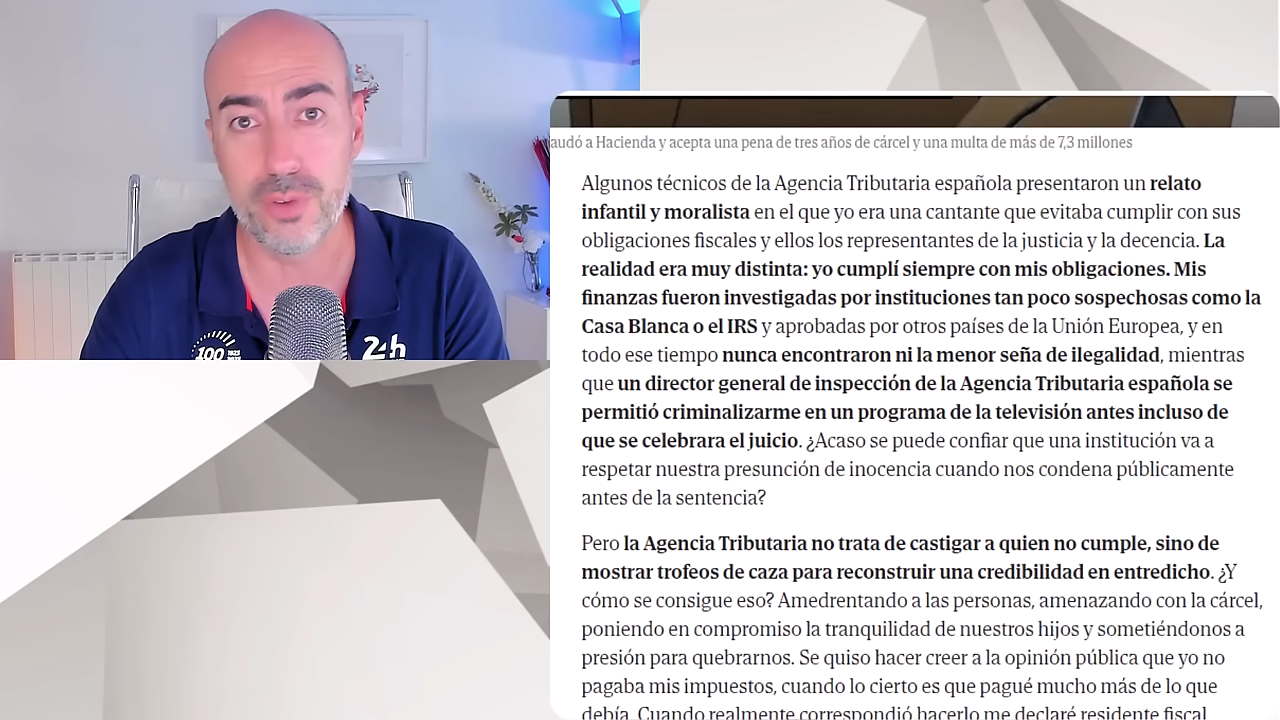 100
24h
audó a Hacienda y acepta una pena de tres años de cárcel y una multa de más de 7,3 millones
Algunos técnicos de la Agencia Tributaria española presentaron un relato
infantil y moralista en el que yo era una cantante que evitaba cumplir con sus
obligaciones fiscales y ellos los representantes de la justicia y la decencia. La
realidad era muy distinta: yo cumplí siempre con mis obligaciones. Mis
finanzas fueron investigadas por instituciones tan poco sospechosas como la
Casa Blanca o el IRS y aprobadas por otros países de la Unión Europea, y en
todo ese tiempo nunca encontraron ni la menor seña de ilegalidad, mientras
que un director general de inspección de la Agencia Tributaria española se
permitió criminalizarme en un programa de la televisión antes incluso de
que se celebrara el juicio. ¿Acaso se puede confiar que una institución va a
respetar nuestra presunción de inocencia cuando nos condena públicamente
antes de la sentencia?
Pero la Agencia Tributaria no trata de castigar a quien no cumple, sino de
mostrar trofeos de caza para reconstruir una credibilidad en entredicho. ¿Y
cómo se consigue eso? Amedrentando a las personas, amenazando con la cárcel,
poniendo en compromiso la tranquilidad de nuestros hijos y sometiéndonos a
presión para quebrarnos. Se quiso hacer creer a la opinión pública que yo no
pagaba mis impuestos, cuando lo cierto es que pagué mucho más de lo que
debía. Cuando realmente correspondió hacerlo me declaré residente fiscal